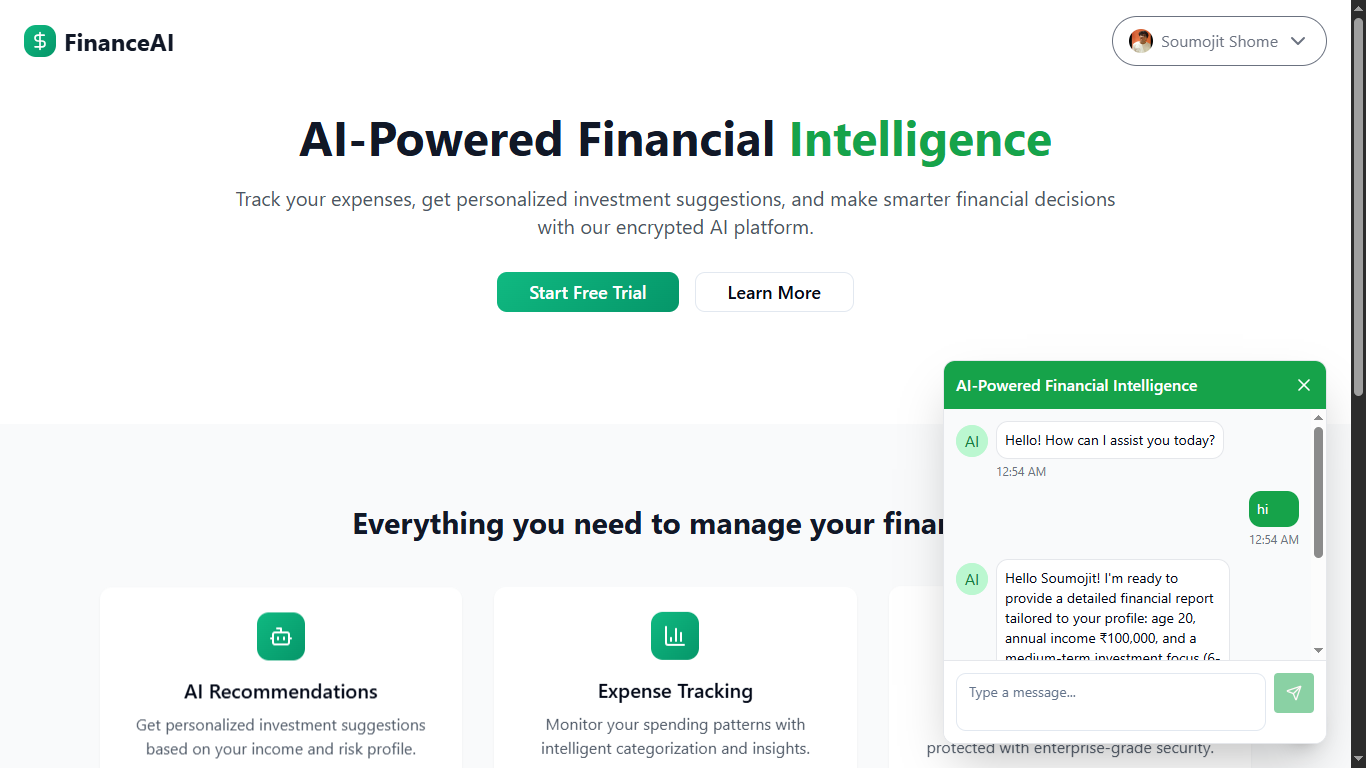 FinanceAI
Soumojit Shome
AI-Powered Financial Intelligence
Track your expenses, get personalized investment suggestions, and make smarter financial decisions
with our encrypted AI platform.
Start Free Trial
Learn More
Everything you need to manage your
AI Recommendations
Get personalized investment suggestions
based on your income and risk profile.
Expense Tracking
Monitor your spending patterns with
intelligent categorization and insights.
protected with enterprise-grade security.
AI-Powered Financial Intelligence
AI
Hello! How can I assist you today?
12:54 AM
hi
12:54 AM
AI
Hello Soumojit! I'm ready to
provide a detailed financial report
tailored to your profile: age 20,
annual income ₹100,000, and a
medium-term investment focus (6-
Type a message...